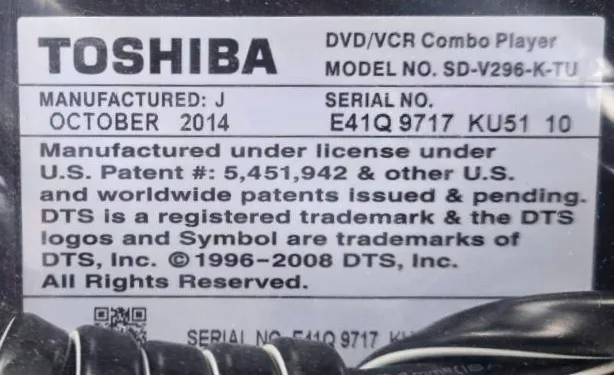 TOSHIBA
DVD/VCR Combo Player
MODEL NO. SD-V296-K-TU
MANUFACTURED: J
OCTOBER 2014
SERIAL NO.
E41Q 9717 KU51 10
Manufactured under license under
U.S. Patent #: 5,451,942 & other U.S.
and worldwide patents issued & pending.
DTS is a registered trademark & the DTS
logos and Symbol are trademarks of
DTS, Inc. ©1996-2008 DTS, Inc.
All Rights Reserved.
SERIAL NO E41Q 9717